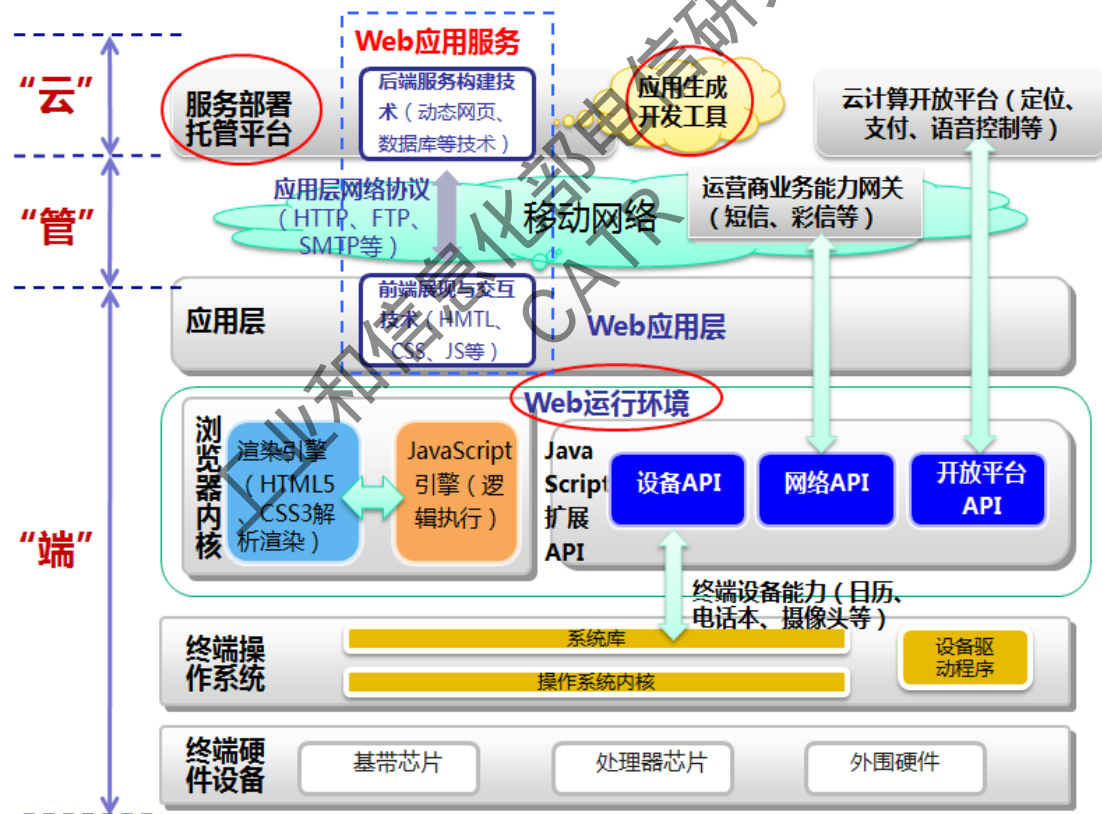 Web应用服务
“云”
服务部署
托管平台
后端服务构建技
术（动态网页、
数据库等技术）
应用生成
开发工具
云计算开放平台（定位、
支付、语音控制等）
“管”
应用层网络协议
（HTTP、FTP、
SMTP等）
移动网络
运营商业务能力网关
（短信、彩信等）
“端”
应用层
前端展现与交互
技术（HMTL、
CSS、JS等）
Web应用层
Web运行环境
浏览器内核
渲染引擎
（HTML5
、CSS3解
析渲染）
JavaScript
引擎（逻
辑执行）
Java
Script
扩展
API
设备API
网络API
开放平台
API
终端设备能力（日历、
电话本、摄像头等）
终端操
作系统
系统库
操作系统内核
设备驱
动程序
终端硬
件设备
基带芯片
处理器芯片
外围硬件
工业和信息化部电信研
CATR